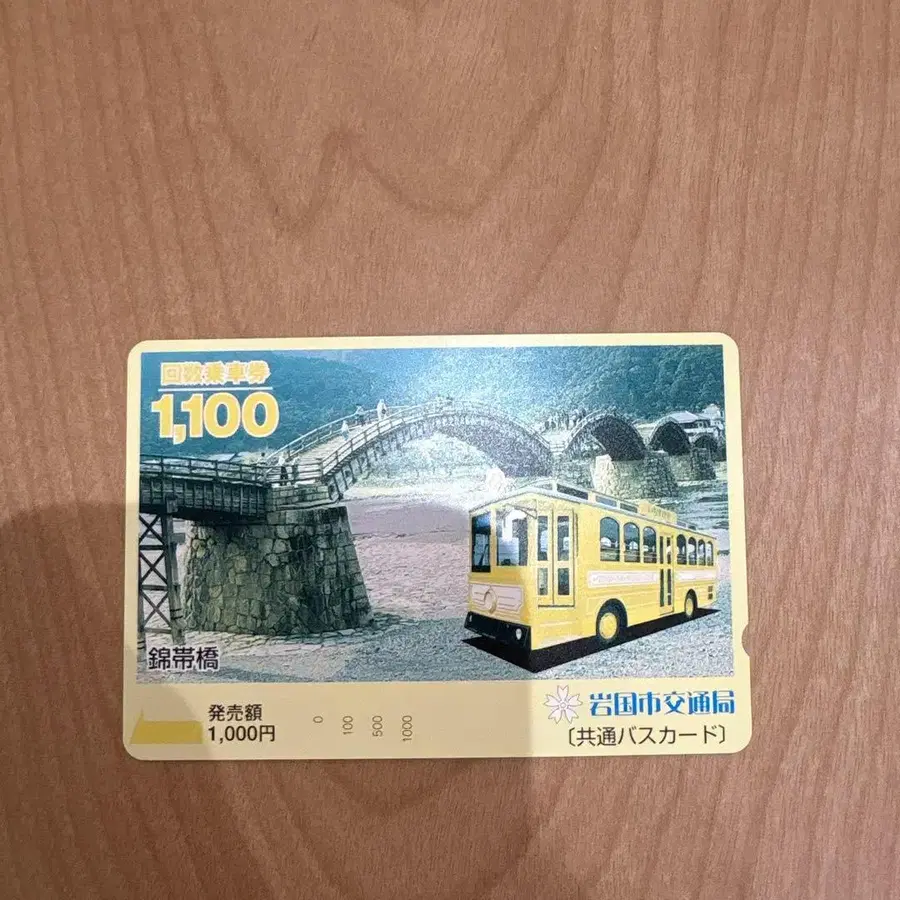 回数乗車券
1,100
錦帯橋
発売額
1,000円
0
100
500
1000
岩国市交通局
〔共通バスカード〕